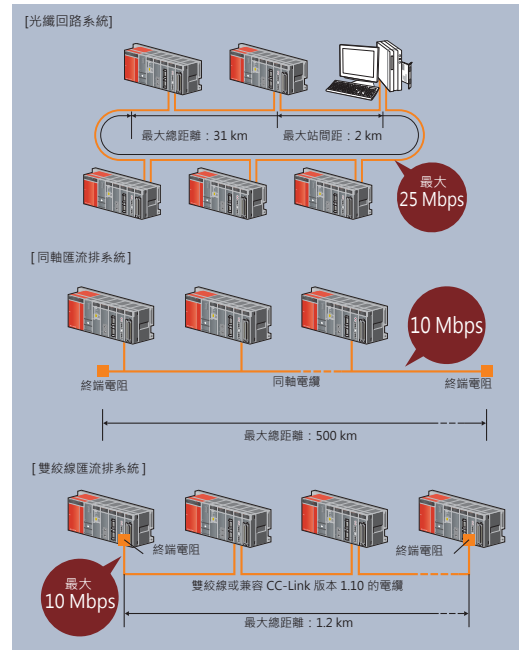 [光纖回路系統]
最大總距離：31 km
最大站間距：2 km
最大
25 Mbps
[同軸匯流排系統]
10 Mbps
終端電阻
同軸電纜
終端電阻
最大總距離：500 km
[雙絞線匯流排系統]
終端電阻
終端電阻
最大
10 Mbps
雙絞線或兼容 CC-Link 版本 1.10 的電纜
最大總距離：1.2 km